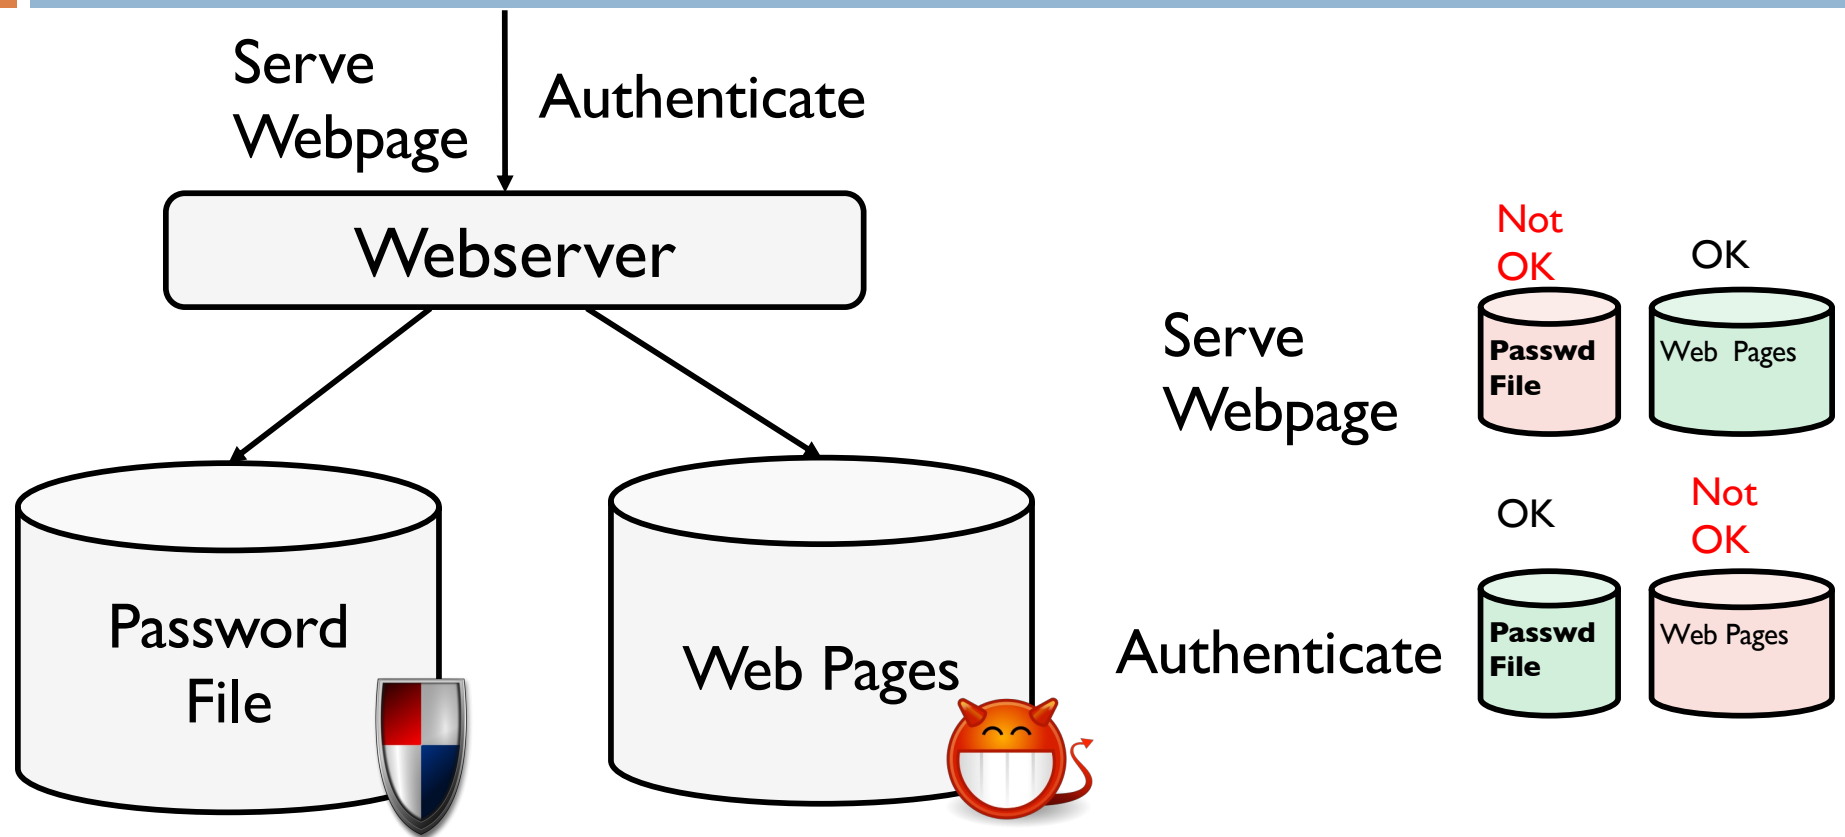 Serve
Webpage
Authenticate
Webserver
Password
File
Web Pages
Not
OK
OK
Serve
Webpage
Passwd
File
Web Pages
OK
Not
OK
Authenticate
Passwd
File
Web Pages